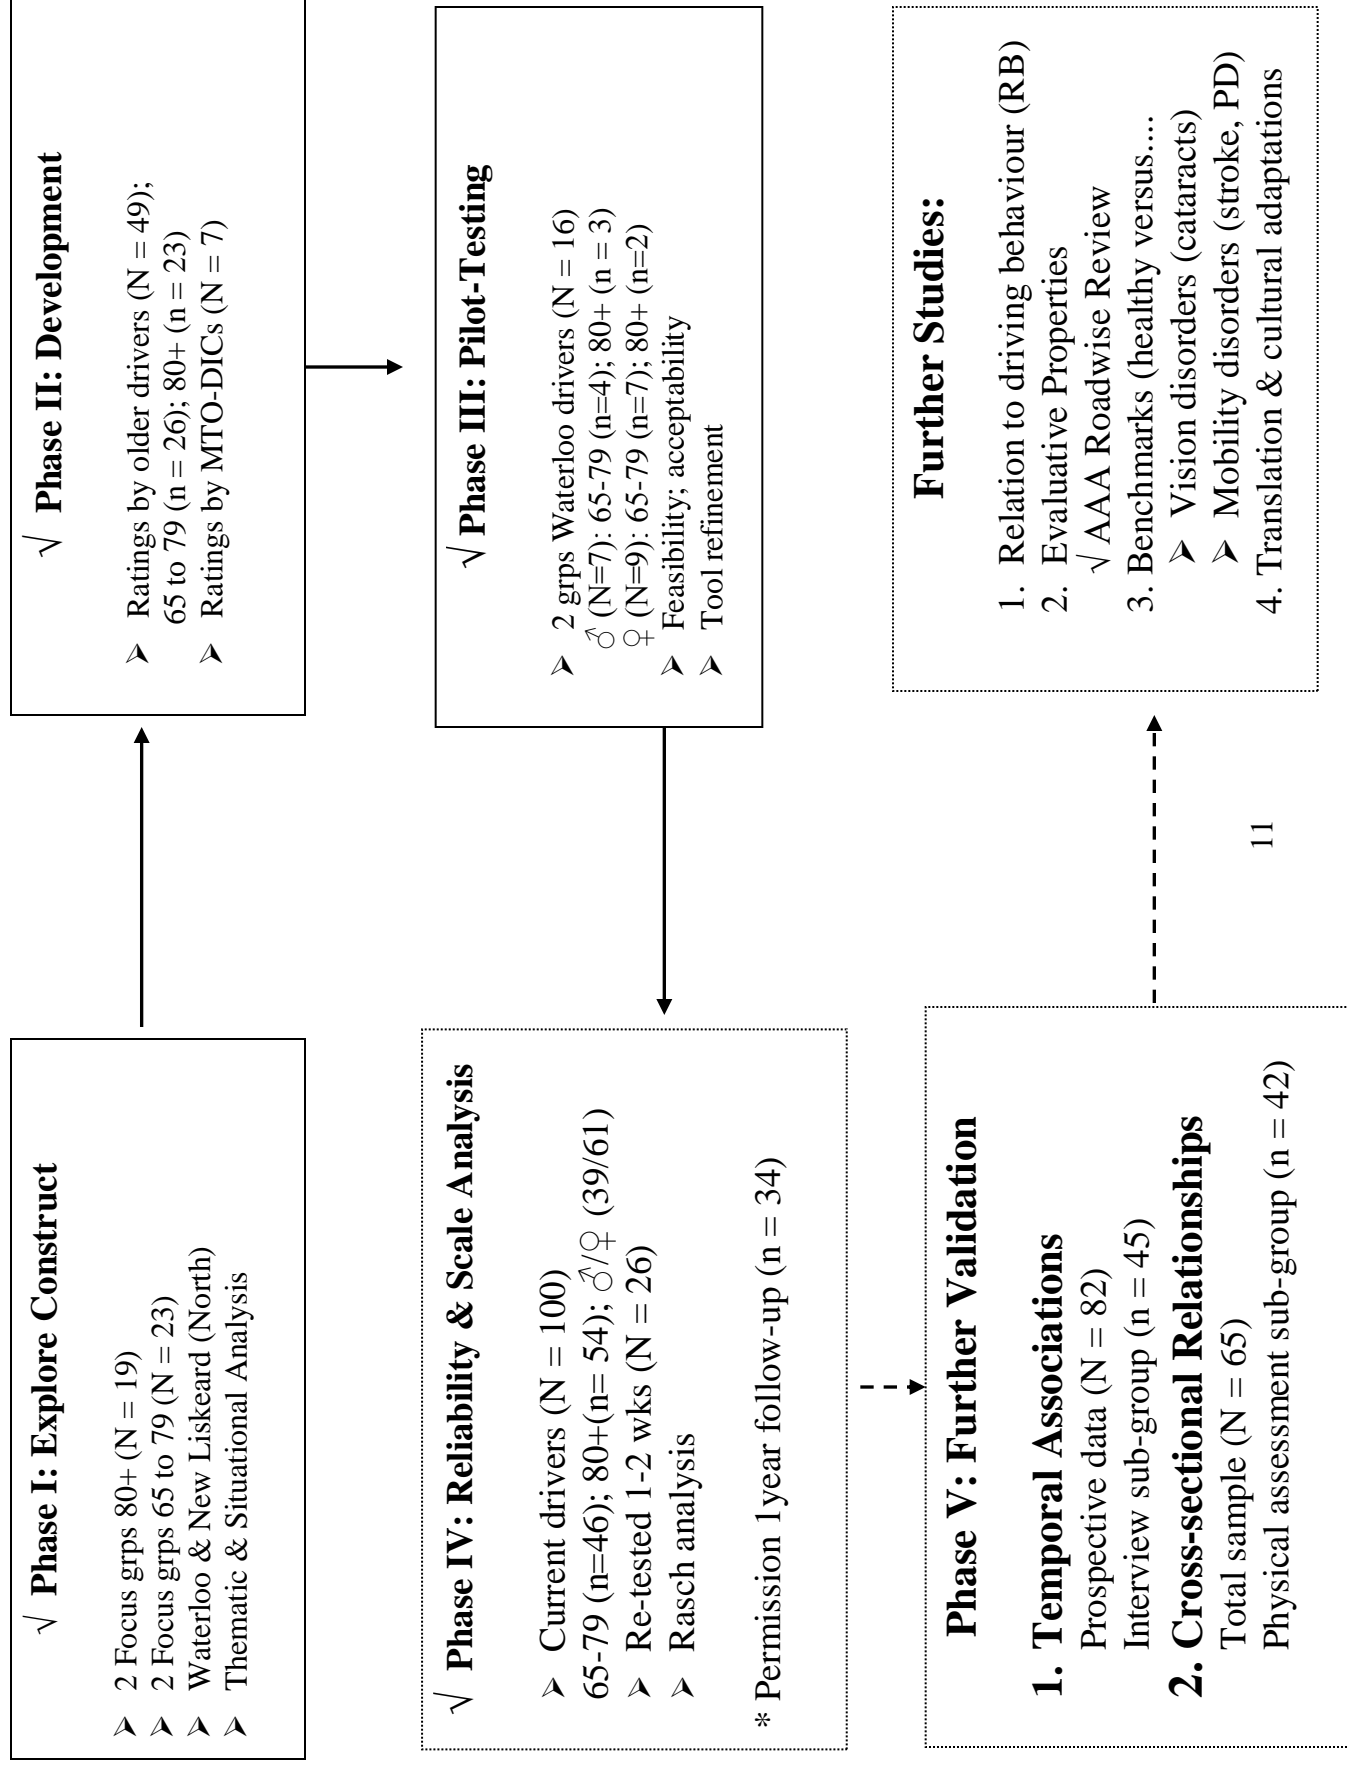 √ Phase I: Explore Construct
➢ 2 Focus grps 80+ (N = 19)
➢ 2 Focus grps 65 to 79 (N = 23)
➢ Waterloo & New Liskeard (North)
➢ Thematic & Situational Analysis
√ Phase II: Development
➢ Ratings by older drivers (N = 49);
65 to 79 (n = 26); 80+ (n = 23)
➢ Ratings by MTO-DICs (N = 7)
√ Phase III: Pilot-Testing
➢ 2 grps Waterloo drivers (N = 16)
♂ (N=7): 65-79 (n=4); 80+ (n = 3)
♀ (N=9): 65-79 (n=7); 80+ (n=2)
➢ Feasibility; acceptability
➢ Tool refinement
√ Phase IV: Reliability & Scale Analysis
➢ Current drivers (N = 100)
65-79 (n=46); 80+(n= 54); ♂/♀ (39/61)
➢ Re-tested 1-2 wks (N = 26)
➢ Rasch analysis
* Permission 1year follow-up (n = 34)
Phase V: Further Validation
1. Temporal Associations
Prospective data (N = 82)
Interview sub-group (n = 45)
2. Cross-sectional Relationships
Total sample (N = 65)
Physical assessment sub-group (n = 42)
Further Studies:
1. Relation to driving behaviour (RB)
2. Evaluative Properties
√ AAA Roadwise Review
3. Benchmarks (healthy versus....
➢ Vision disorders (cataracts)
➢ Mobility disorders (stroke, PD)
4. Translation & cultural adaptations
11